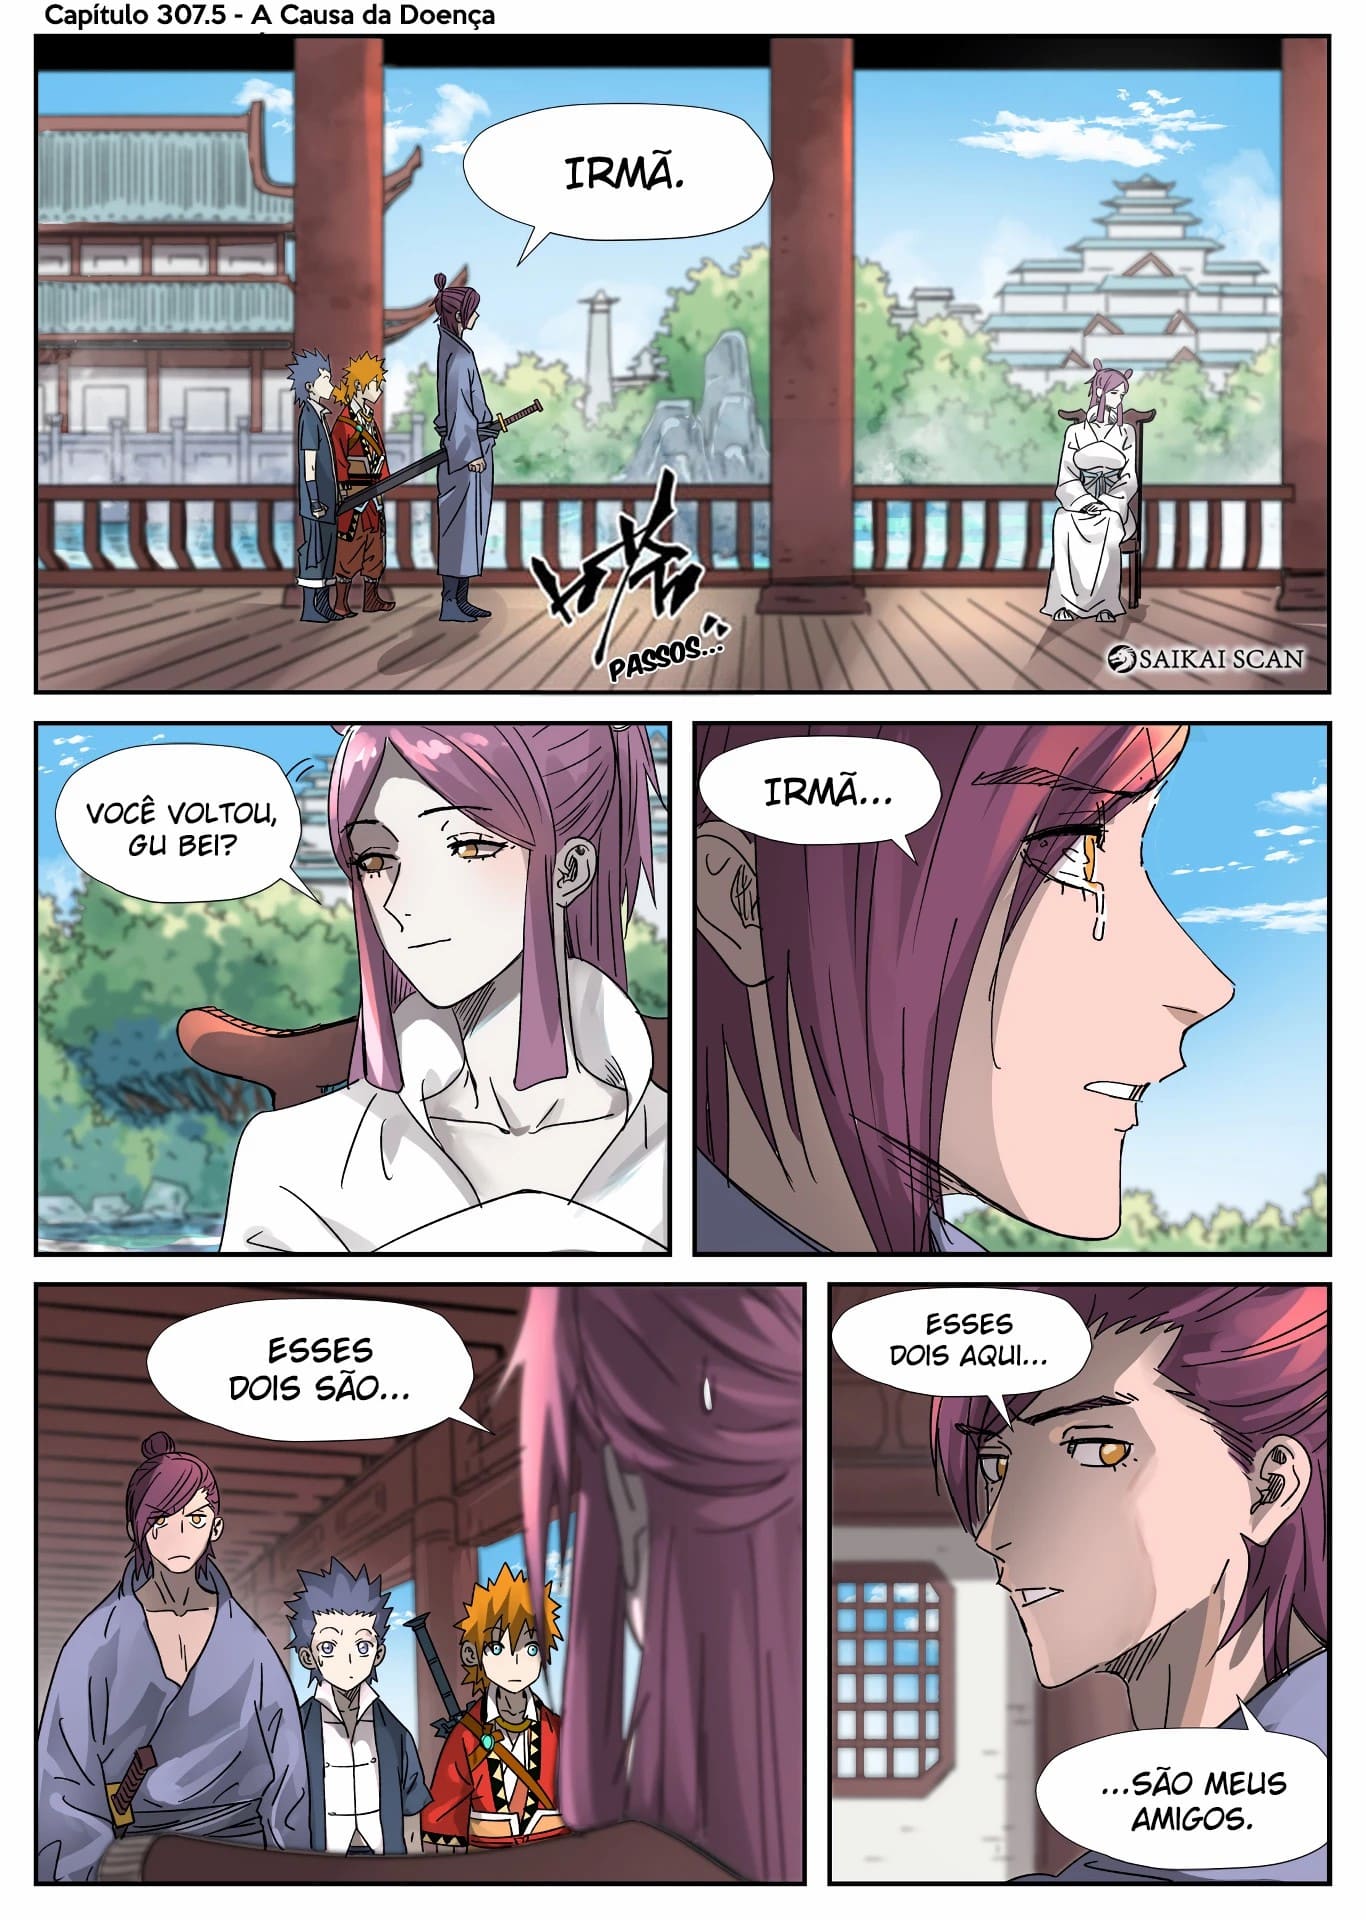 Capítulo 307.5 - A Causa da Doença
IRMÃ.
PASSOS...
SAIKAI SCAN
VOCÊ VOLTOU,
GU BEI?
IRMÃ...
ESSES
DOIS SÃO...
ESSES
DOIS AQUI...
...SÃO MEUS
AMIGOS.